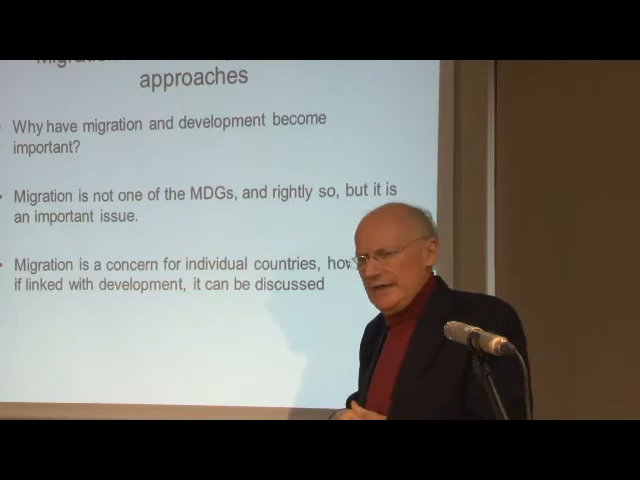 approaches
Why have migration and development become
important?
Migration is not one of the MDGs, and rightly so, but it is
an important issue.
Migration is a concern for individual countries,
if linked with development, it can be discussed